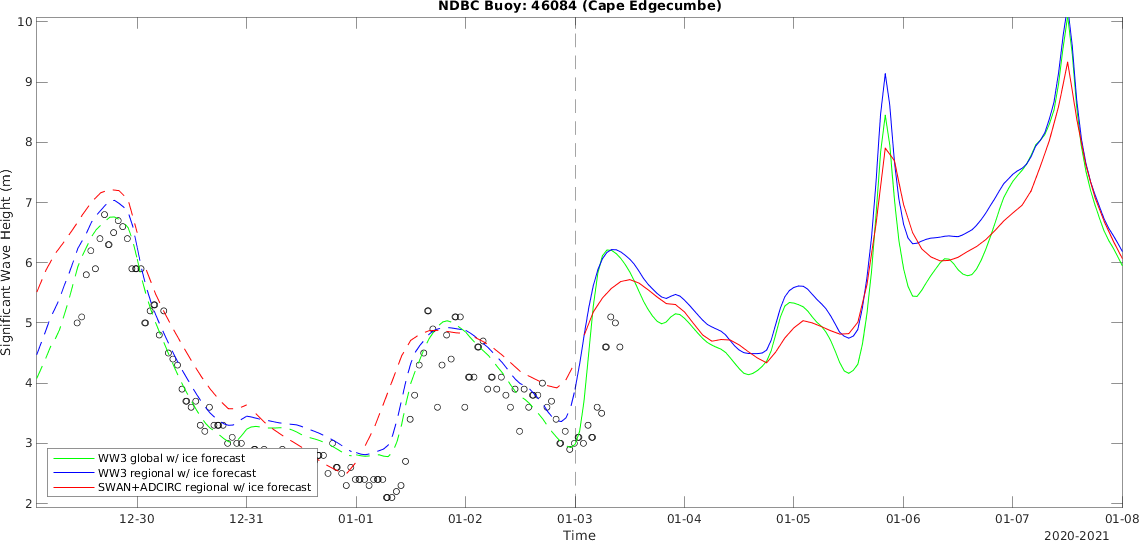 NDBC Buoy: 46084 (Cape Edgecumbe)
10
9
8
7
6
5
4
3
2
Significant Wave Height (m)
WW3 global w/ ice forecast
WW3 regional w/ ice forecast
SWAN+ADCIRC regional w/ ice forecast
12-30 12-31 01-01 01-02 01-03 01-04 01-05 01-06 01-07 01-08
Time
2020-2021